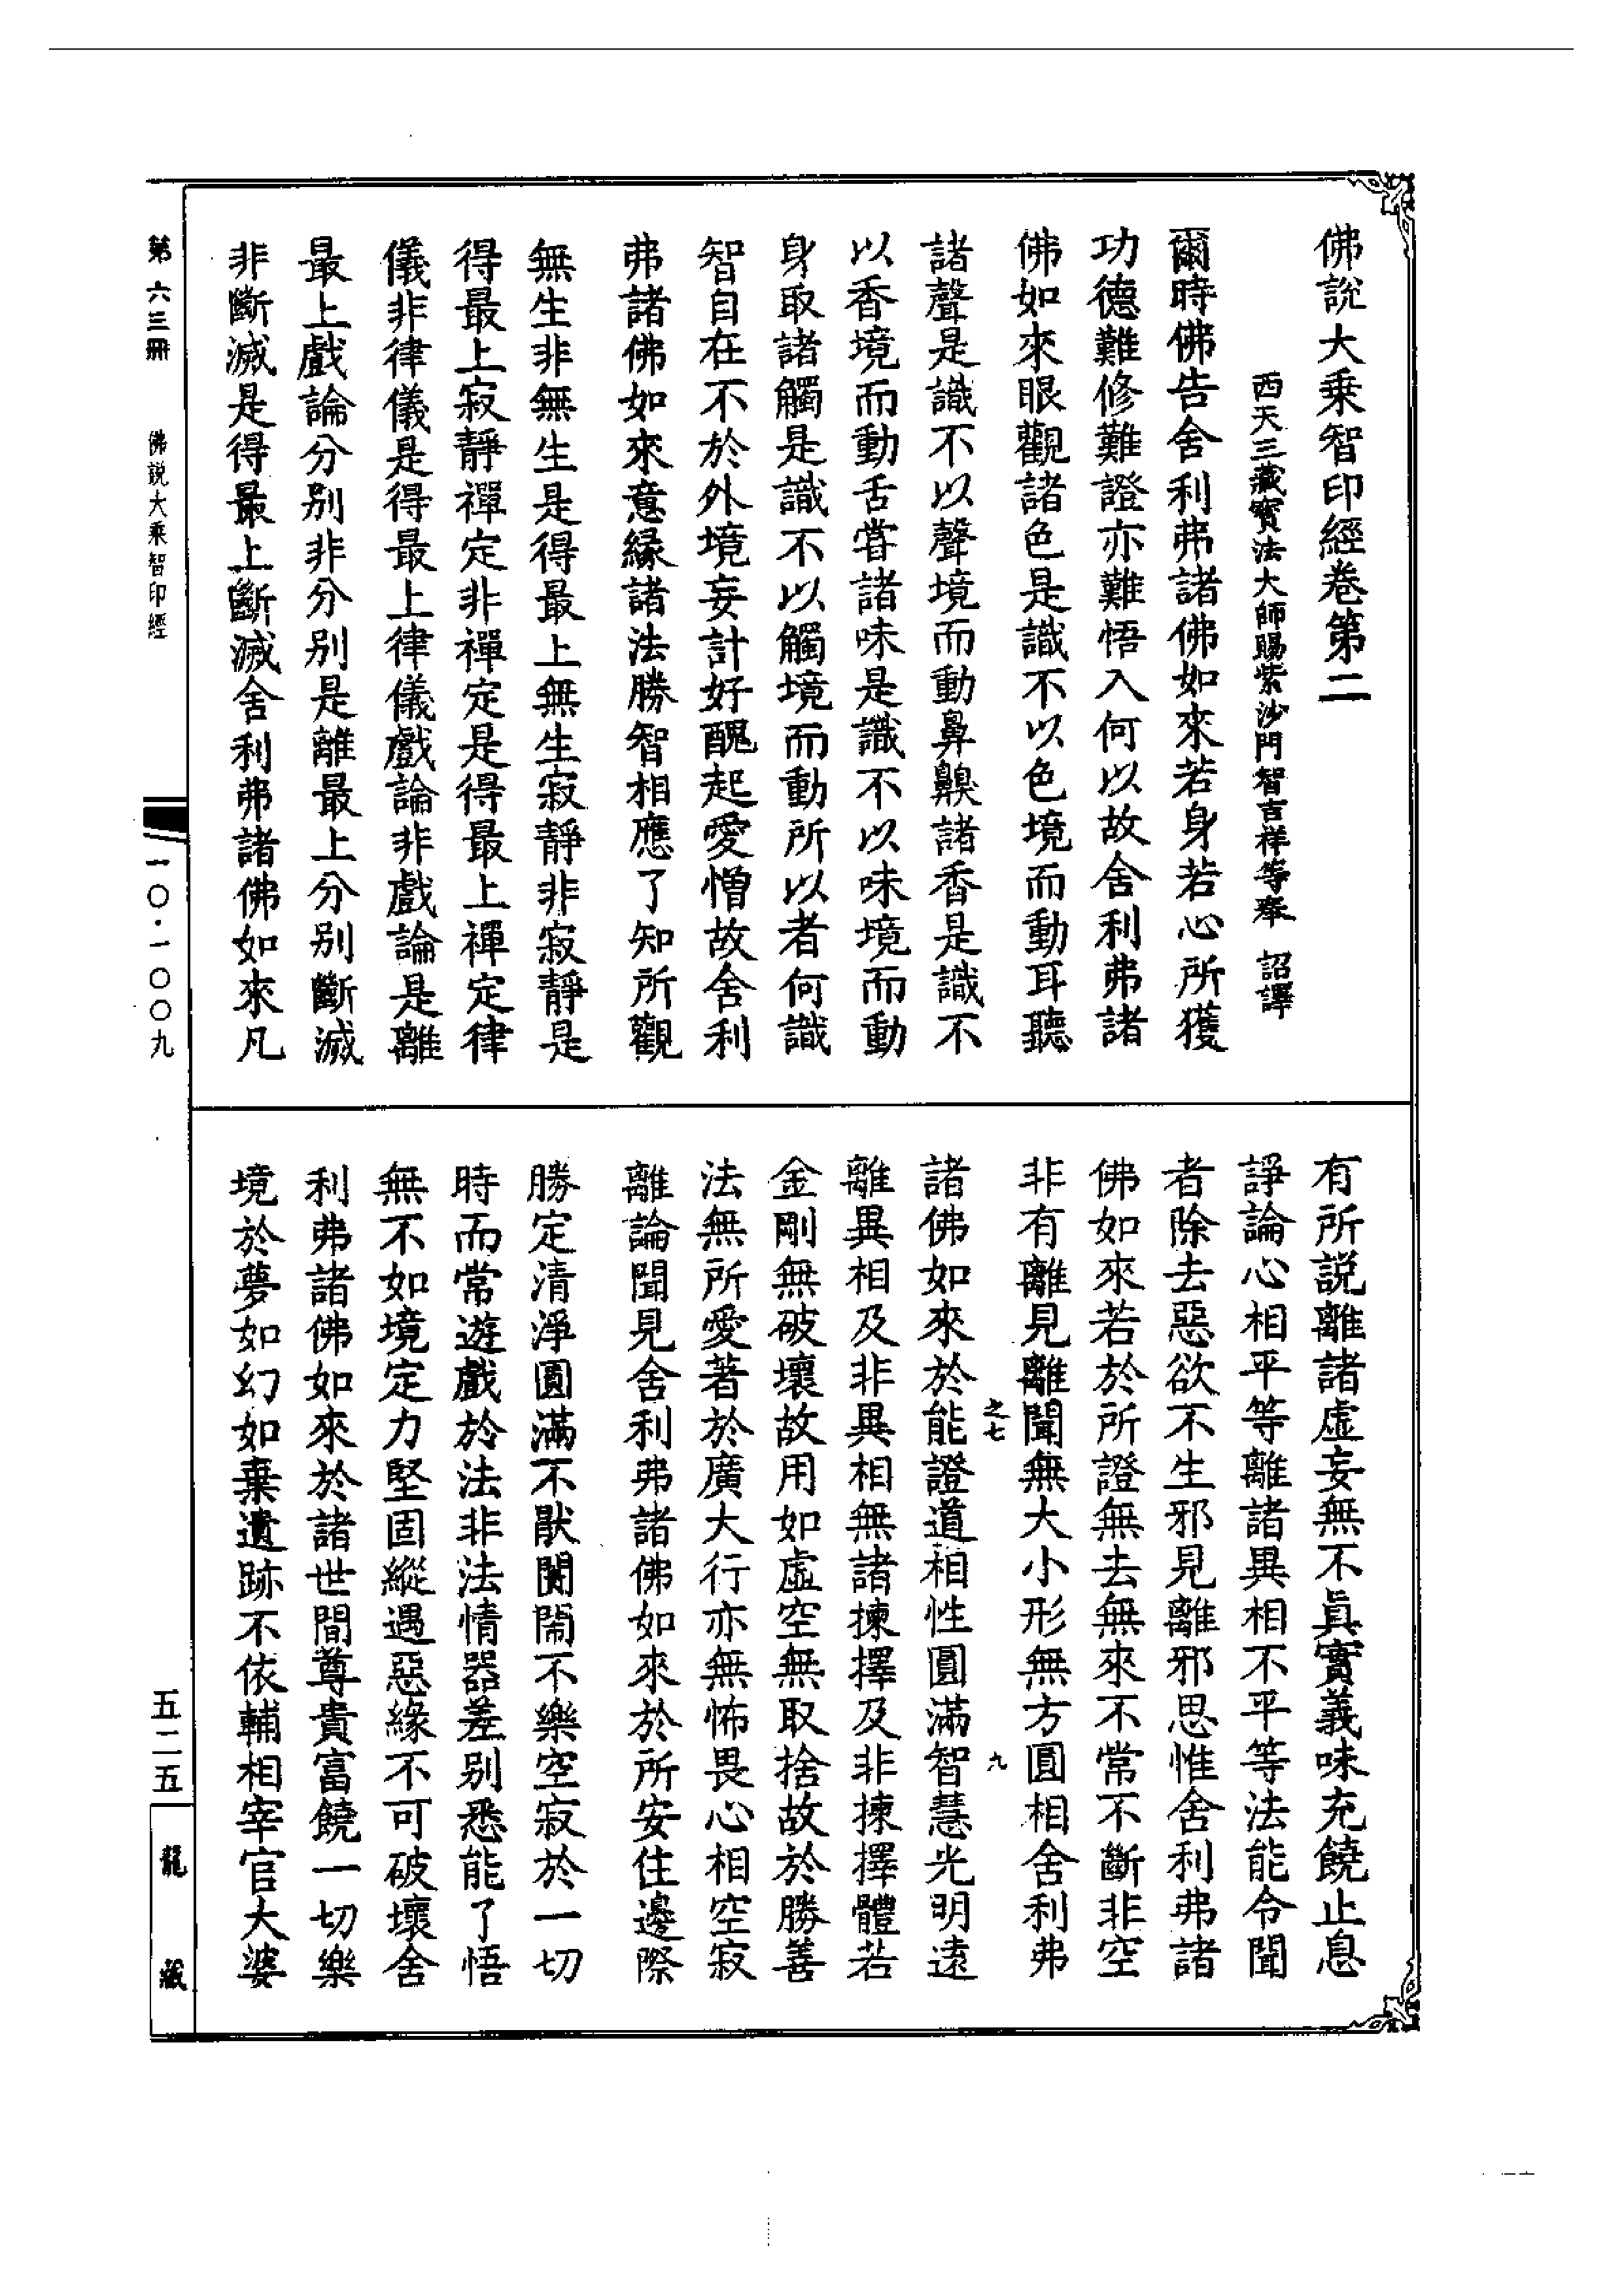 佛說大乘智印經卷第二
西天三藏寶法大師賜紫沙門智吉祥等奉 詔譯
爾時佛告舍利弗諸佛如來若身若心所獲
功德難修難證亦難悟入何以故舍利弗諸
佛如來眼觀諸色是識不以色境而動耳聽
諸聲是識不以聲境而動鼻齅諸香是識不
以香境而動舌嘗諸味是識不以味境而動
身取諸觸是識不以觸境而動所以者何識
智自在不於外境妄計好醜起愛憎故舍利
弗諸佛如來意緣諸法勝智相應了知所觀
無生非無生是得最上無生寂靜非寂靜是
得最上寂靜禪定非禪定是得最上禪定律
儀非律儀是得最上律儀戲論非戲論是離
最上戲論分别非分别是離最上分别斷滅
非斷滅是得最上斷滅舍利弗諸佛如來凡
有所説離諸虛妄無不眞實義味充饒止息
諍論心相平等離諸異相不平等法能令聞
者除去惡欲不生邪見離邪思惟舍利弗諸
佛如來若於所證無去無來不常不斷非空
非有離見離聞無大小形無方圓相舍利弗
之七 九
諸佛如來於能證道相性圓滿智慧光明遠
離異相及非異相無諸揀擇及非揀擇體若
金剛無破壞故用如虛空無取捨故於勝善
法無所愛著於廣大行亦無怖畏心相空寂
離論聞見舍利弗諸佛如來於所安住邊際
勝定清淨圓滿不猒闤閙不樂空寂於一切
時而常遊戲於法非法情器差别悉能了悟
無不如境定力堅固縱遇惡緣不可破壞舍
利弗諸佛如來於諸世間尊貴富饒一切樂
境於夢如幻如棄遺跡不依輔相宰官大婆
第六三冊 佛説大乘智印經
一〇·一〇〇九
五二五
龍藏